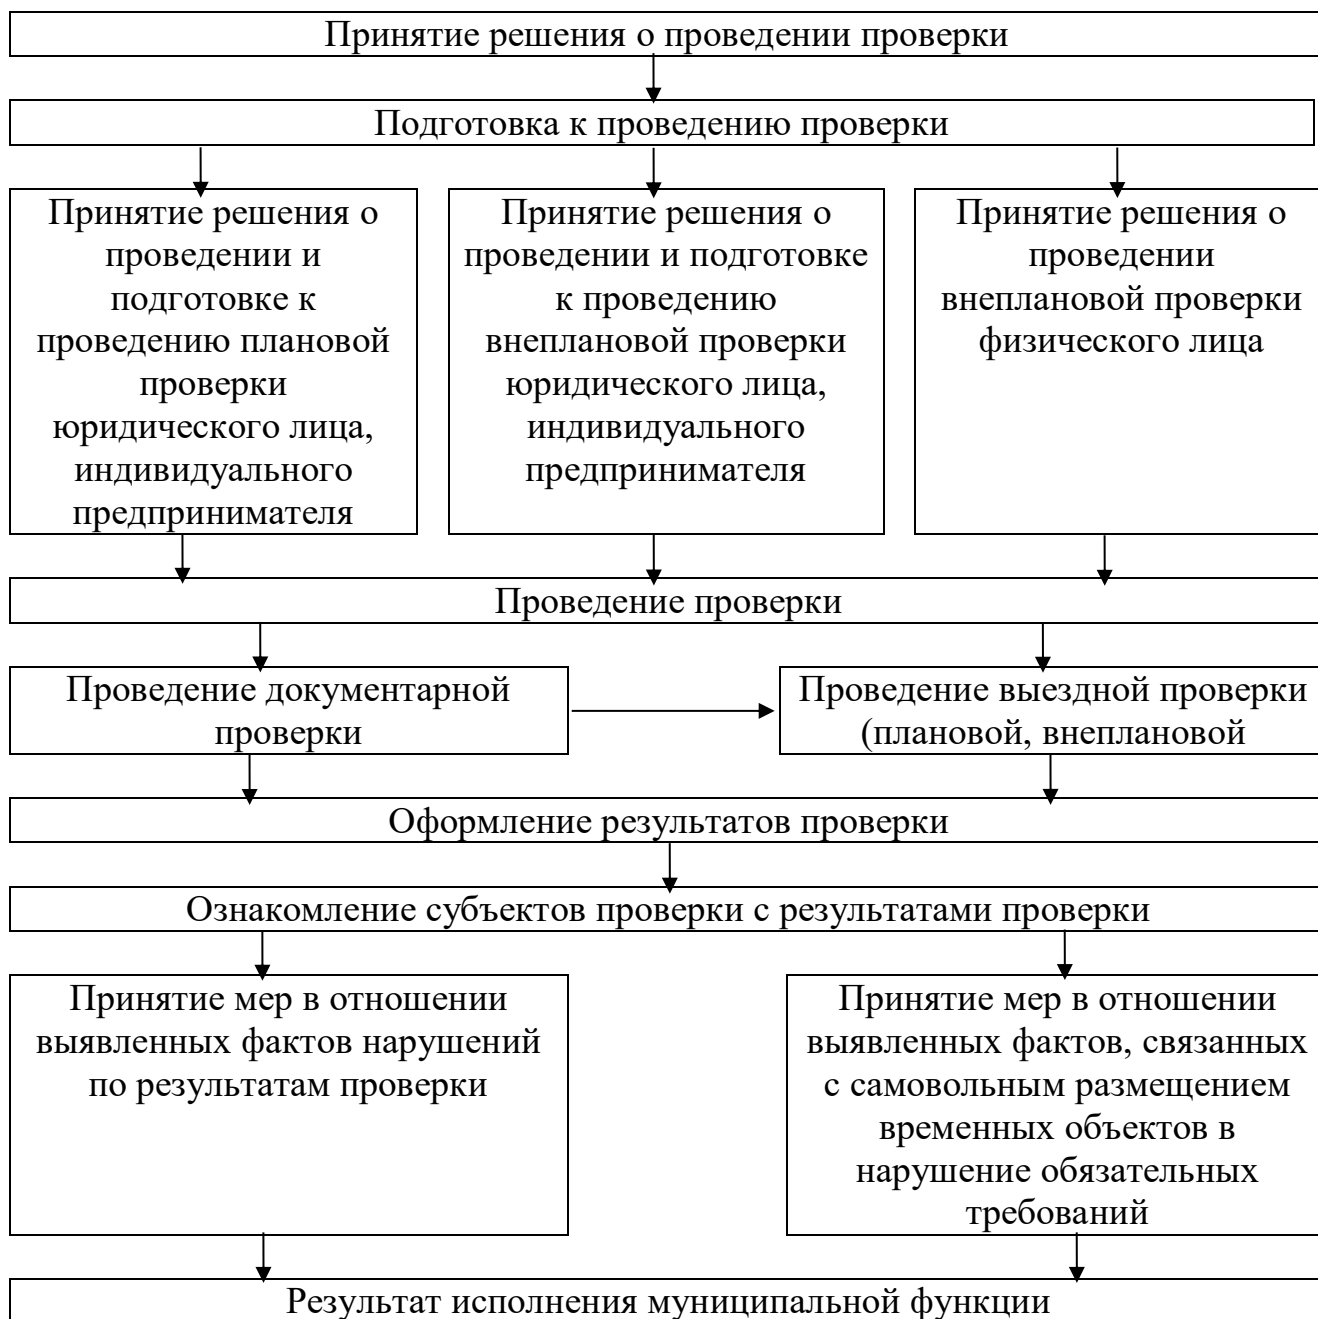 Принятие решения о проведении проверки
Подготовка к проведению проверки
Принятие решения о
проведении и
подготовке к
проведению плановой
проверки
юридического лица,
индивидуального
предпринимателя
Принятие решения о
проведении и подготовке
к проведению
внеплановой проверки
юридического лица,
индивидуального
предпринимателя
Принятие решения о
проведении
внеплановой проверки
физического лица
Проведение проверки
Проведение документарной
проверки
Проведение выездной проверки
(плановой, внеплановой
Оформление результатов проверки
Ознакомление субъектов проверки с результатами проверки
Принятие мер в отношении
выявленных фактов нарушений
по результатам проверки
Принятие мер в отношении
выявленных фактов, связанных
с самовольным размещением
временных объектов в
нарушение обязательных
требований
Результат исполнения муниципальной функции